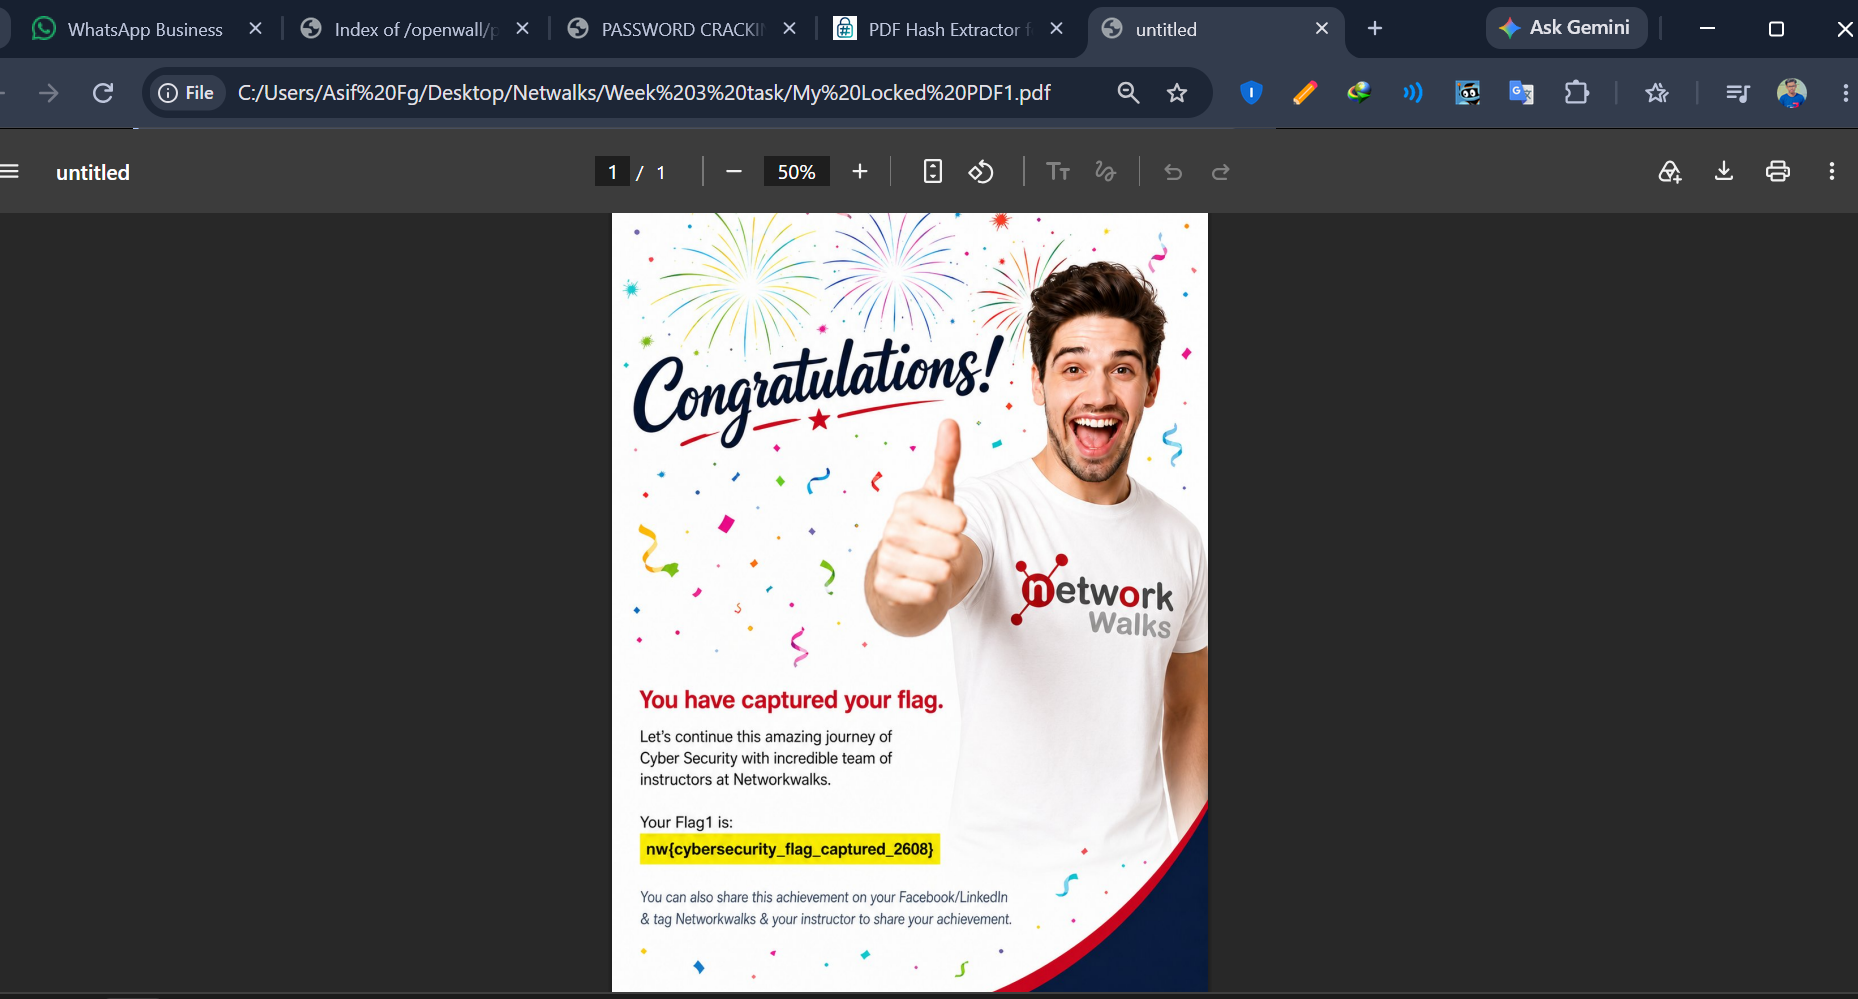 WhatsApp Business
Index of /openwall/p
PASSWORD CRACKIN
PDF Hash Extractor f
untitled
Ask Gemini
File
C:/Users/Asif%20Fg/Desktop/Netwalks/Week%203%20task/My%20Locked%20PDF1.pdf
untitled
1 / 1
50%
Congratulations!
network
Walks
You have captured your flag.
Let's continue this amazing journey of
Cyber Security with incredible team of
instructors at Networkwalks.
Your Flag1 is:
nw{cybersecurity_flag_captured_2608}
You can also share this achievement on your Facebook/LinkedIn
& tag Networkwalks & your instructor to share your achievement.